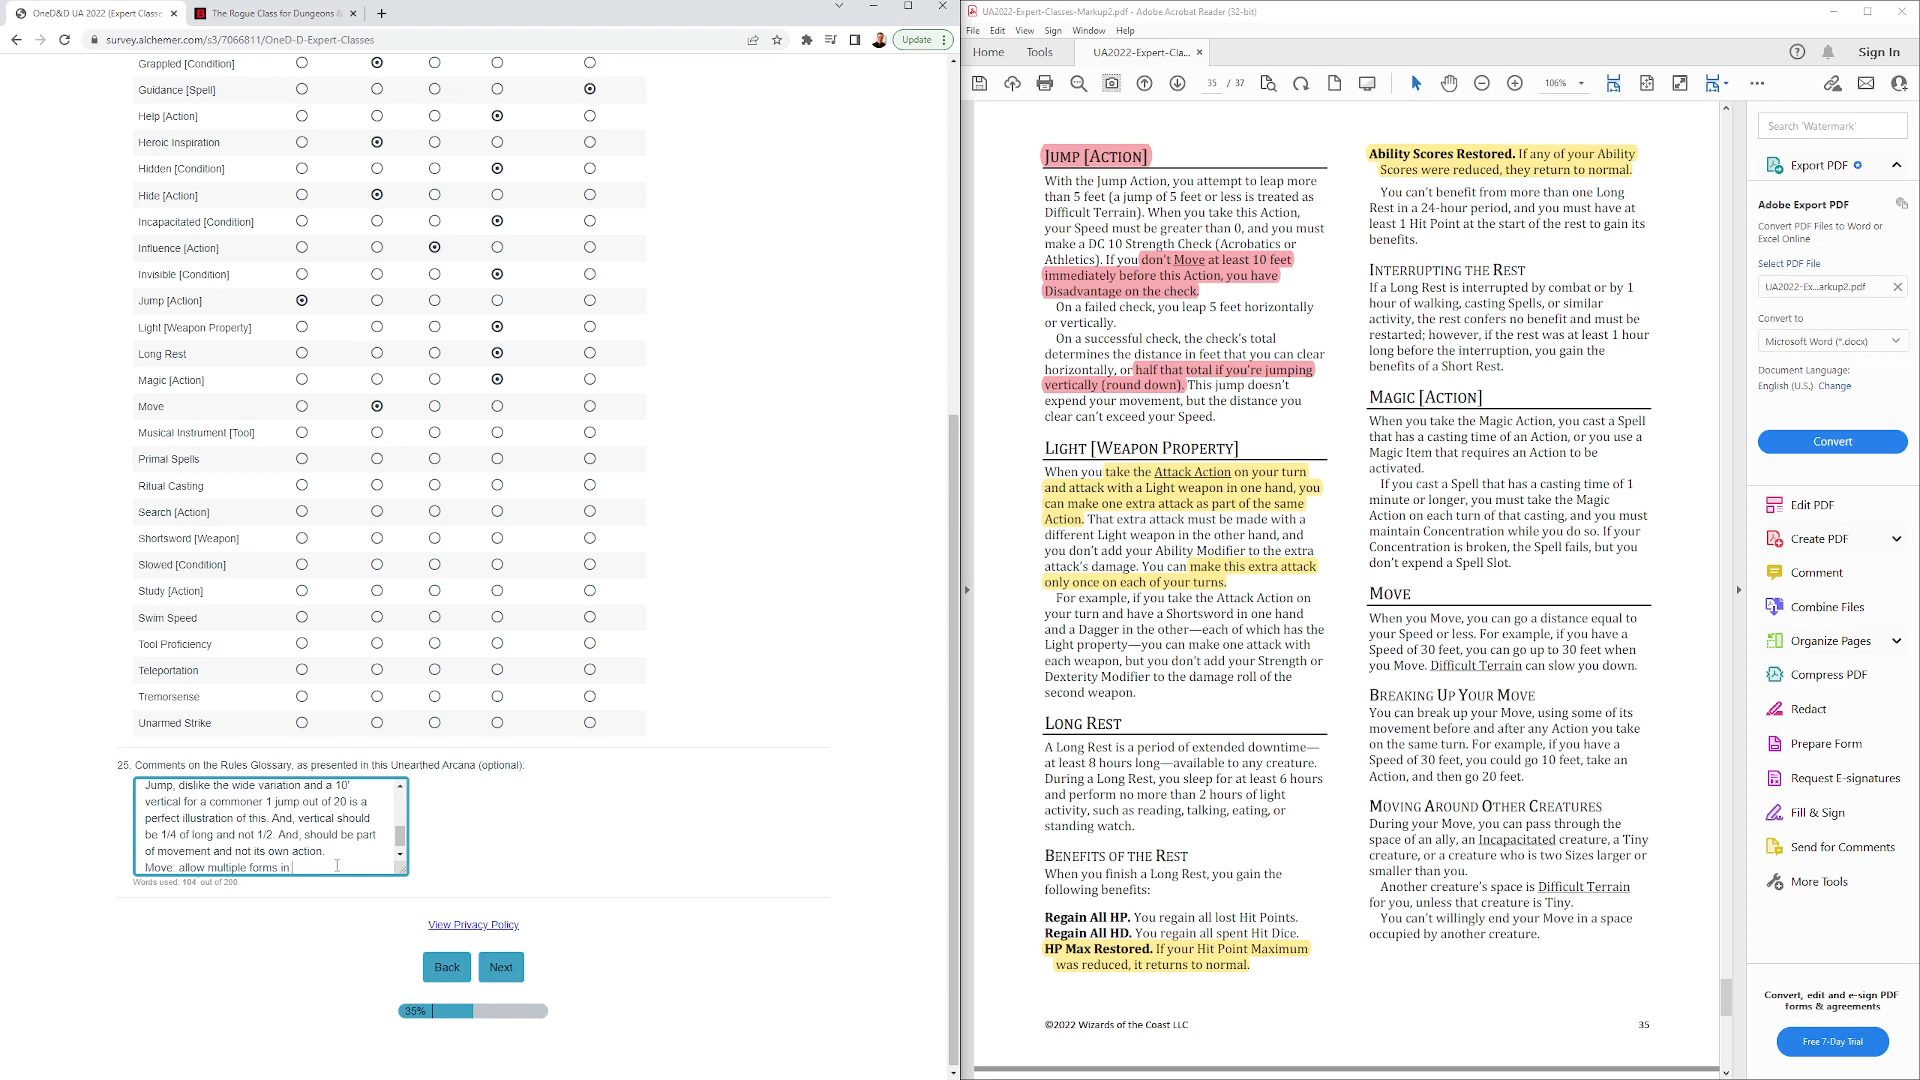 OneD&D UA 2022 (Expert Classe
The Rogue Class for Dungeons &
survey.alchemer.com/s3/7066811/OneD-D-Expert-Classes
Update
Grappled [Condition]
Guidance [Spell]
Help [Action]
Heroic Inspiration
Hidden [Condition]
Hide [Action]
Incapacitated [Condition]
Influence [Action]
Invisible [Condition]
Jump [Action]
Light [Weapon Property]
Long Rest
Magic [Action]
Move
Musical Instrument [Tool]
Primal Spells
Ritual Casting
Search [Action]
Shortsword [Weapon]
Slowed [Condition]
Study [Action]
Swim Speed
Tool Proficiency
Teleportation
Tremorsense
Unarmed Strike
25. Comments on the Rules Glossary, as presented in this Unearthed Arcana (optional):
Jump, dislike the wide variation and a 10'
vertical for a commoner 1 jump out of 20 is a
perfect illustration of this. And, vertical should
be 1/4 of long and not 1/2. And, should be part
of movement and not its own action.
Move: allow multiple forms in
Words used: 104 out of 200.
View Privacy Policy
Back
Next
35%
UA2022-Expert-Classes-Markup2.pdf - Adobe Acrobat Reader (32-bit)
File Edit View Sign Window Help
Home
Tools
UA2022-Expert-Cla...
Sign In
35 / 37
106%
JUMP [ACTION]
With the Jump Action, you attempt to leap more
than 5 feet (a jump of 5 feet or less is treated as
Difficult Terrain). When you take this Action,
your Speed must be greater than 0, and you must
make a DC 10 Strength Check (Acrobatics or
Athletics). If you don't Move at least 10 feet
immediately before this Action, you have
Disadvantage on the check.
On a failed check, you leap 5 feet horizontally
or vertically.
On a successful check, the check's total
determines the distance in feet that you can clear
horizontally, or half that total if you're jumping
vertically (round down). This jump doesn't
expend your movement, but the distance you
clear can't exceed your Speed.
LIGHT [WEAPON PROPERTY]
When you take the Attack Action on your turn
and attack with a Light weapon in one hand, you
can make one extra attack as part of the same
Action. That extra attack must be made with a
different Light weapon in the other hand, and
you don't add your Ability Modifier to the extra
attack's damage. You can make this extra attack
only once on each of your turns.
For example, if you take the Attack Action on
your turn and have a Shortsword in one hand
and a Dagger in the other—each of which has the
Light property—you can make one attack with
each weapon, but you don't add your Strength or
Dexterity Modifier to the damage roll of the
second weapon.
LONG REST
A Long Rest is a period of extended downtime—
at least 8 hours long—available to any creature.
During a Long Rest, you sleep for at least 6 hours
and perform no more than 2 hours of light
activity, such as reading, talking, eating, or
standing watch.
BENEFITS OF THE REST
When you finish a Long Rest, you gain the
following benefits:
Regain All HP. You regain all lost Hit Points.
Regain All HD. You regain all spent Hit Dice.
HP Max Restored. If your Hit Point Maximum
was reduced, it returns to normal.
Ability Scores Restored. If any of your Ability
Scores were reduced, they return to normal.
You can't benefit from more than one Long
Rest in a 24-hour period, and you must have at
least 1 Hit Point at the start of the rest to gain its
benefits.
INTERRUPTING THE REST
If a Long Rest is interrupted by combat or by 1
hour of walking, casting Spells, or similar
activity, the rest confers no benefit and must be
restarted; however, if the rest was at least 1 hour
long before the interruption, you gain the
benefits of a Short Rest.
MAGIC [ACTION]
When you take the Magic Action, you cast a Spell
that has a casting time of an Action, or you use a
Magic Item that requires an Action to be
activated.
If you cast a Spell that has a casting time of 1
minute or longer, you must take the Magic
Action on each turn of that casting, and you must
maintain Concentration while you do so. If your
Concentration is broken, the Spell fails, but you
don't expend a Spell Slot.
MOVE
When you Move, you can go a distance equal to
your Speed or less. For example, if you have a
Speed of 30 feet, you can go up to 30 feet when
you Move. Difficult Terrain can slow you down.
BREAKING UP YOUR MOVE
You can break up your Move, using some of its
movement before and after any Action you take
on the same turn. For example, if you have a
Speed of 30 feet, you could go 10 feet, take an
Action, and then go 20 feet.
MOVING AROUND OTHER CREATURES
During your Move, you can pass through the
space of an ally, an Incapacitated creature, a Tiny
creature, or a creature who is two Sizes larger or
smaller than you.
Another creature's space is Difficult Terrain
for you, unless that creature is Tiny.
You can't willingly end your Move in a space
occupied by another creature.
©2022 Wizards of the Coast LLC
35
Search 'Watermark'
Export PDF
Adobe Export PDF
Convert PDF Files to Word or
Excel Online
Select PDF File
UA2022-Ex...arkup2.pdf
Convert to
Microsoft Word (*.docx)
Document Language:
English (U.S.) Change
Convert
Edit PDF
Create PDF
Comment
Combine Files
Organize Pages
Compress PDF
Redact
Prepare Form
Request E-signatures
Fill & Sign
Send for Comments
More Tools
Convert, edit and e-sign PDF
forms & agreements
Free 7-Day Trial